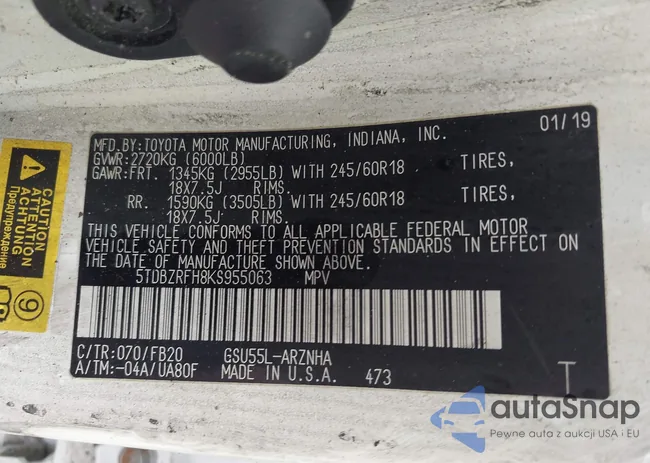 01/19
MFD.BY:TOYOTA MOTOR MANUFACTURING, INDIANA, INC.
GVWR:2720KG (6000LB)
GAWR:FRT. 1345KG (2955LB) WITH 245/60R18 TIRES,
18X7.5J RIMS.
RR. 1590KG (3505LB) WITH 245/60R18 TIRES,
18X7.5J RIMS.
THIS VEHICLE CONFORMS TO ALL APPLICABLE FEDERAL MOTOR
VEHICLE SAFETY AND THEFT PREVENTION STANDARDS IN EFFECT ON
THE DATE OF MANUFACTURE SHOWN ABOVE.
5TDBZRFH8KS955063 MPV
C/TR:070/FB20 GSU55L-ARZNHA
A/TM:-04A/UA80F MADE IN U.S.A. 473
T
CAUTION
ATTENTION
ACHTUNG
Предупреждение
9
autaSnap
Pewne auta z aukcji USA i EU